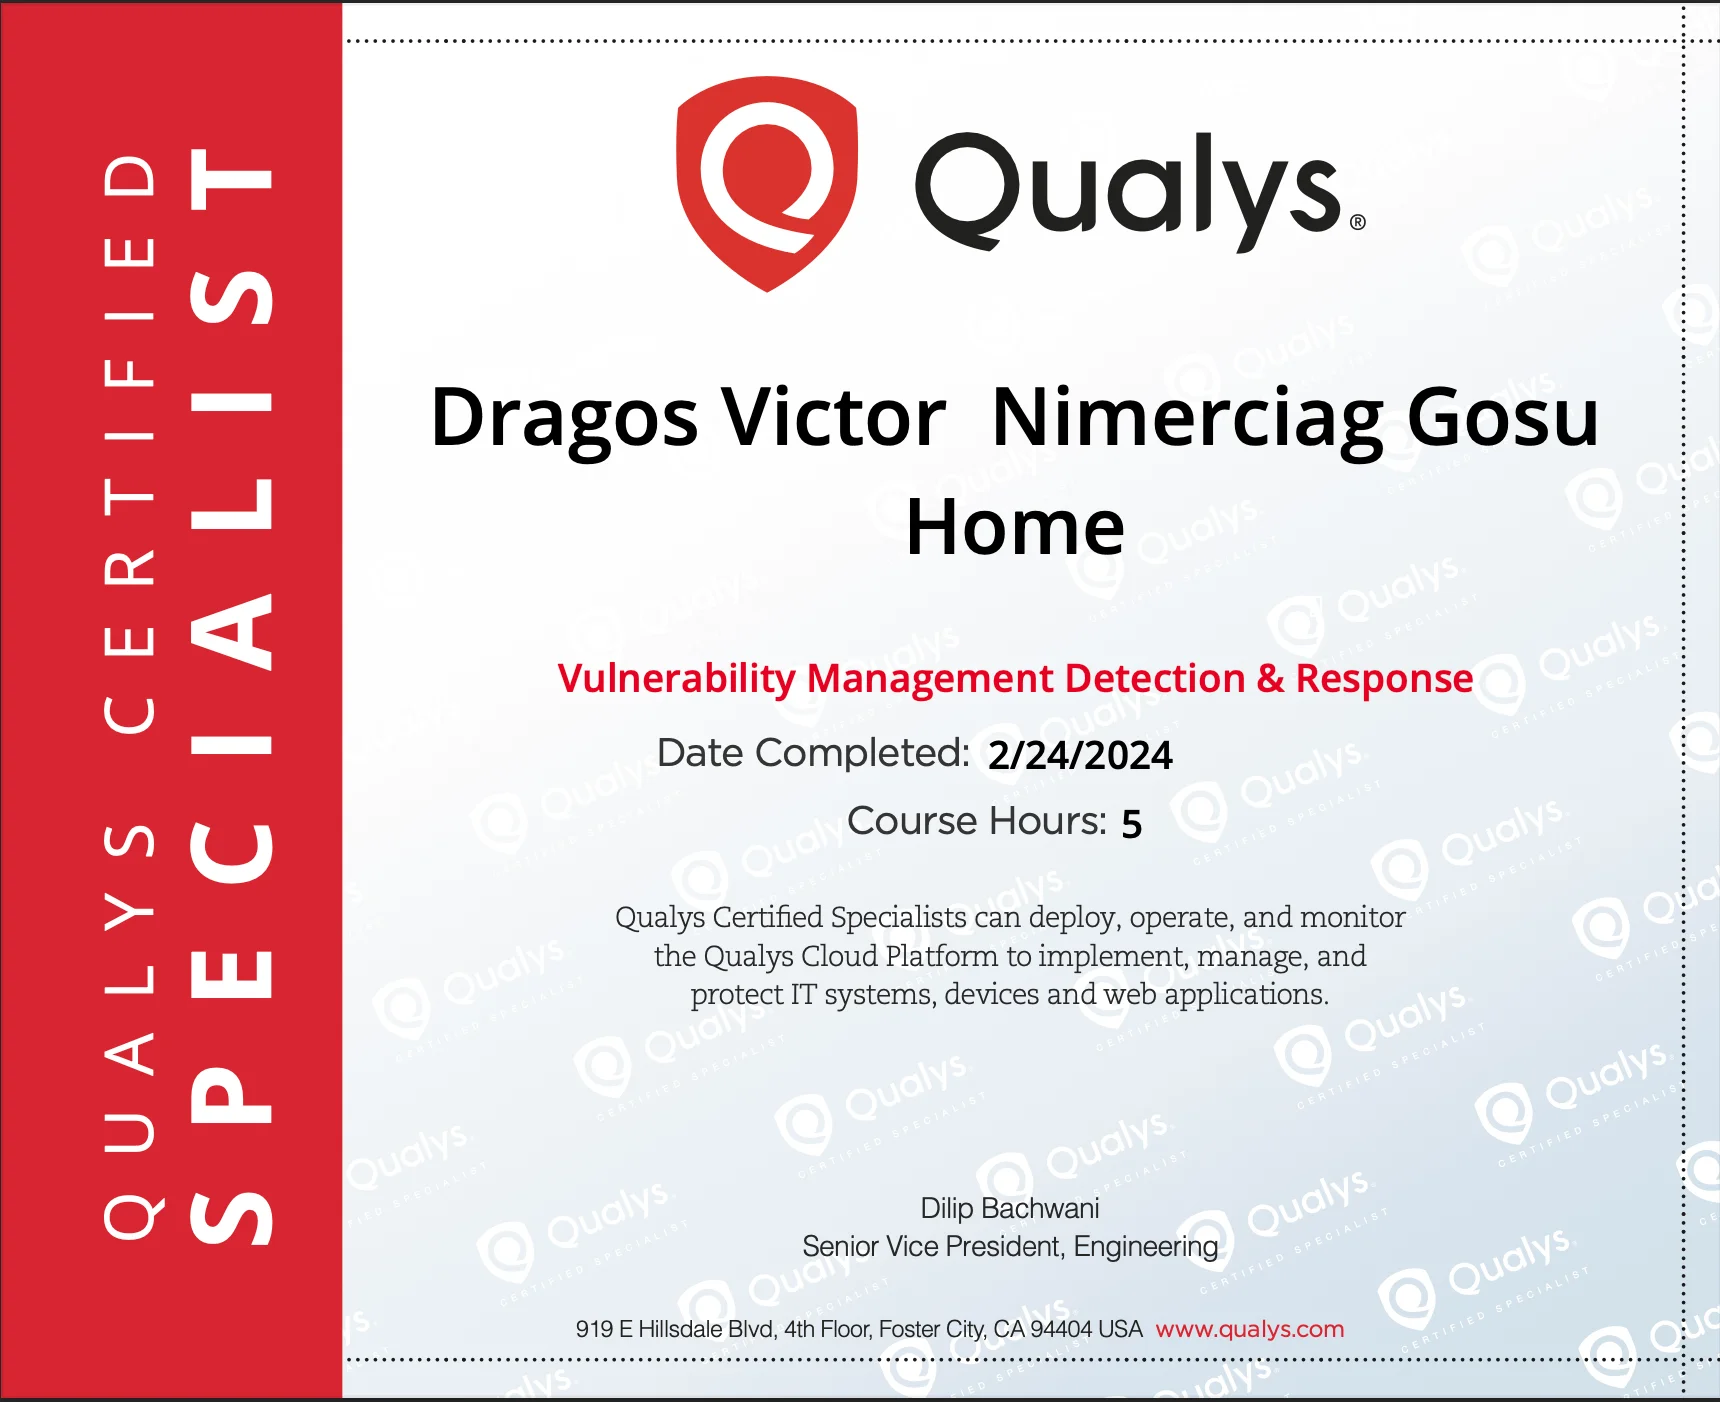 QUALYS CERTIFIED
SPECIALIST
Qualys®
Dragos Victor  Nimerciag Gosu
Home
Vulnerability Management Detection & Response
Date Completed: 2/24/2024
Course Hours: 5
Qualys Certified Specialists can deploy, operate, and monitor
the Qualys Cloud Platform to implement, manage, and
protect IT systems, devices and web applications.
Dilip Bachwani
Senior Vice President, Engineering
919 E Hillsdale Blvd, 4th Floor, Foster City, CA 94404 USA www.qualys.com